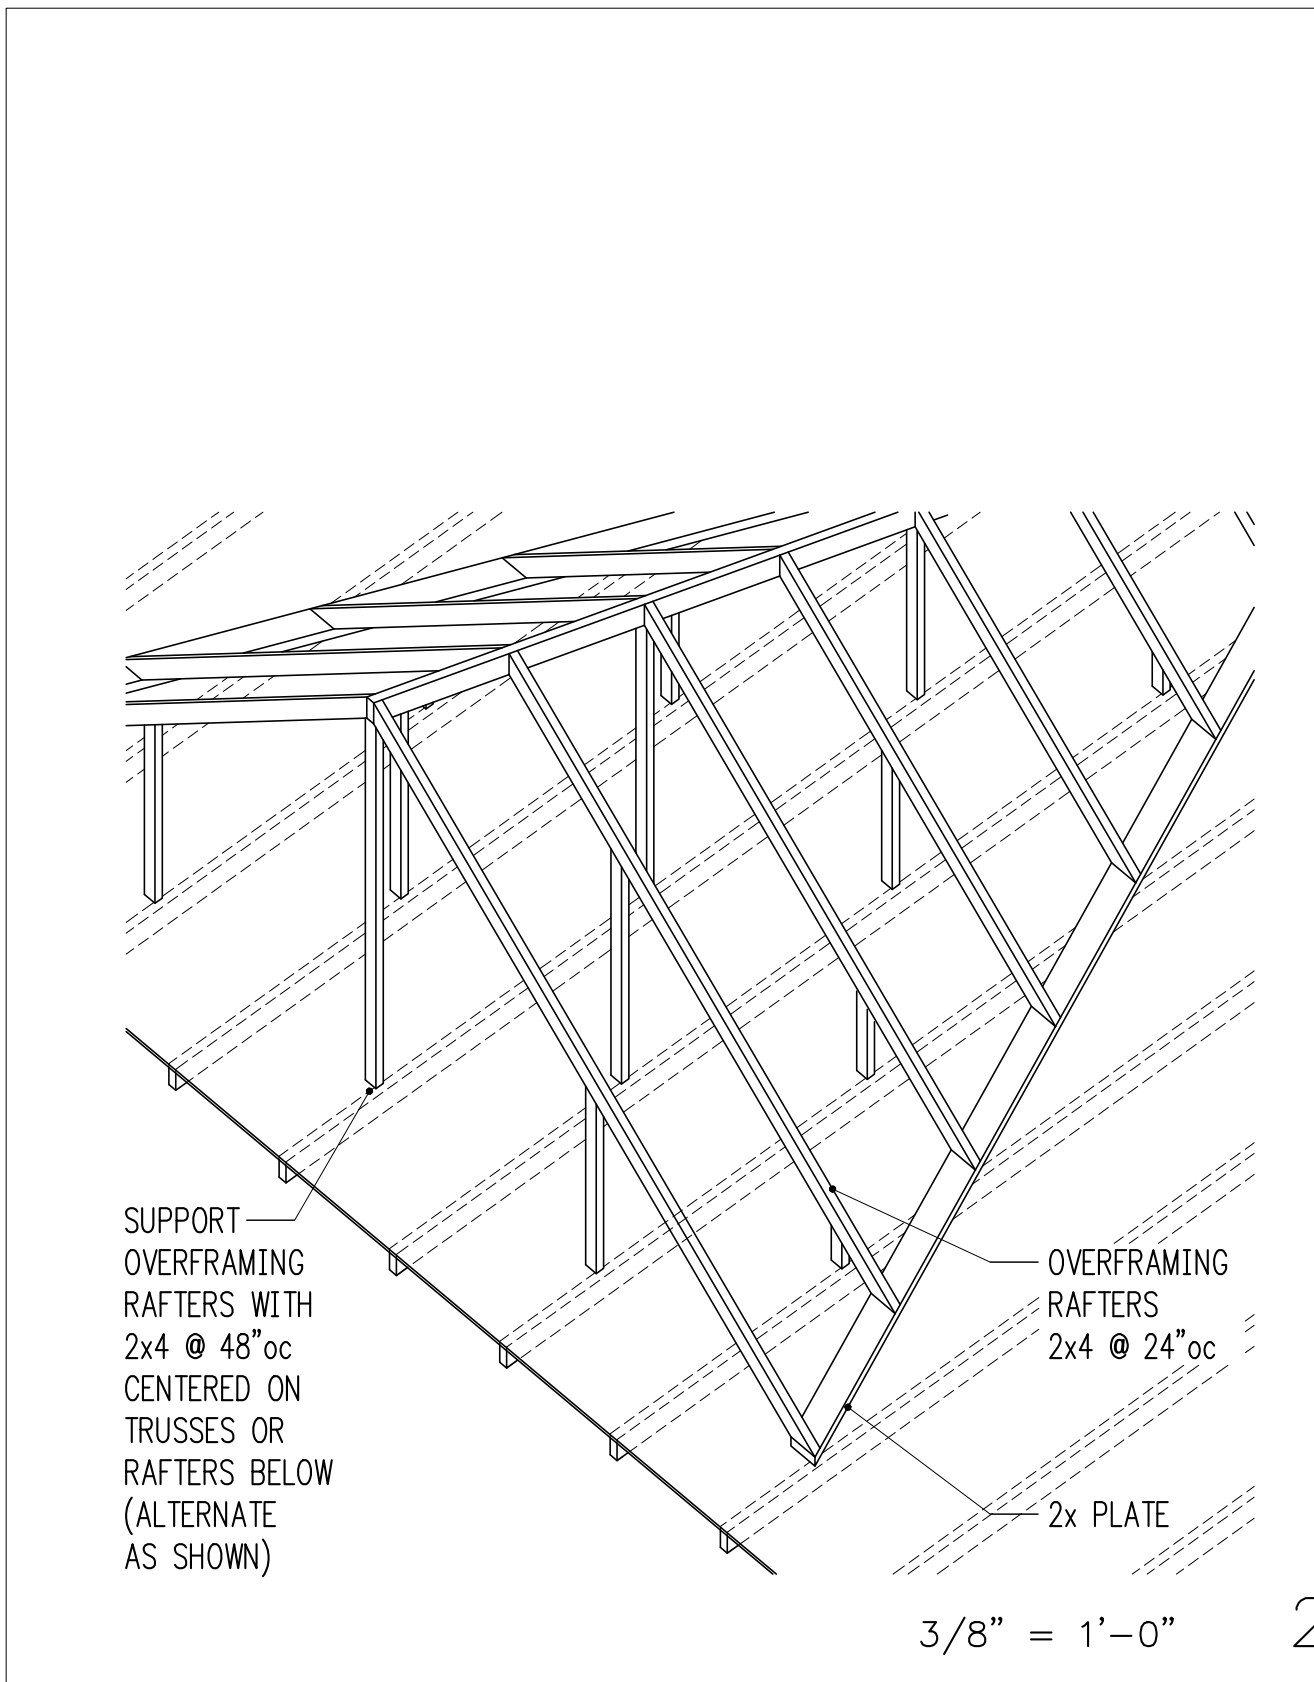 SUPPORT
OVERFRAMING
RAFTERS WITH
2x4 @ 48"oc
CENTERED ON
TRUSSES OR
RAFTERS BELOW
(ALTERNATE
AS SHOWN)
OVERFRAMING
RAFTERS
2x4 @ 24"oc
2x PLATE
3/8" = 1'-0"